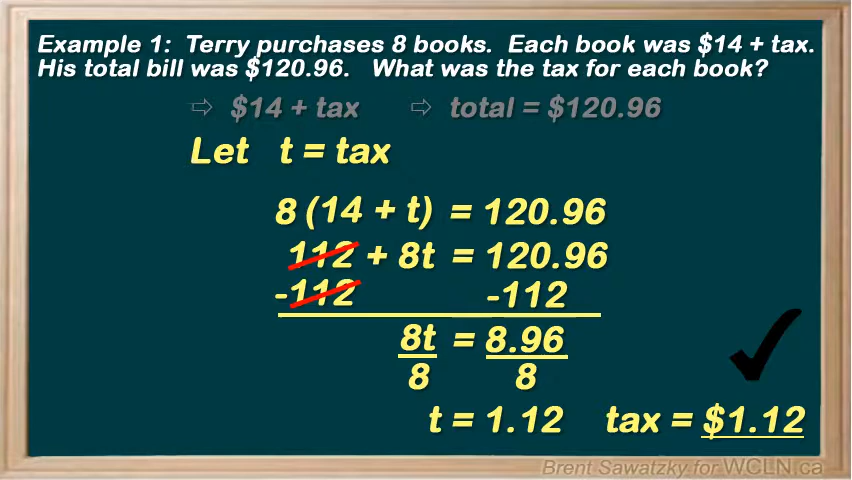 Example 1: Terry purchases 8 books. Each book was $14 + tax.
His total bill was $120.96. What was the tax for each book?
⇨ $14 + tax ⇨ total = $120.96
Let t = tax
8 (14 + t) = 120.96
112 + 8t = 120.96
-112 -112
8t = 8.96
8 8
t = 1.12 tax = $1.12
Brent Sawatzky for WCLN.ca